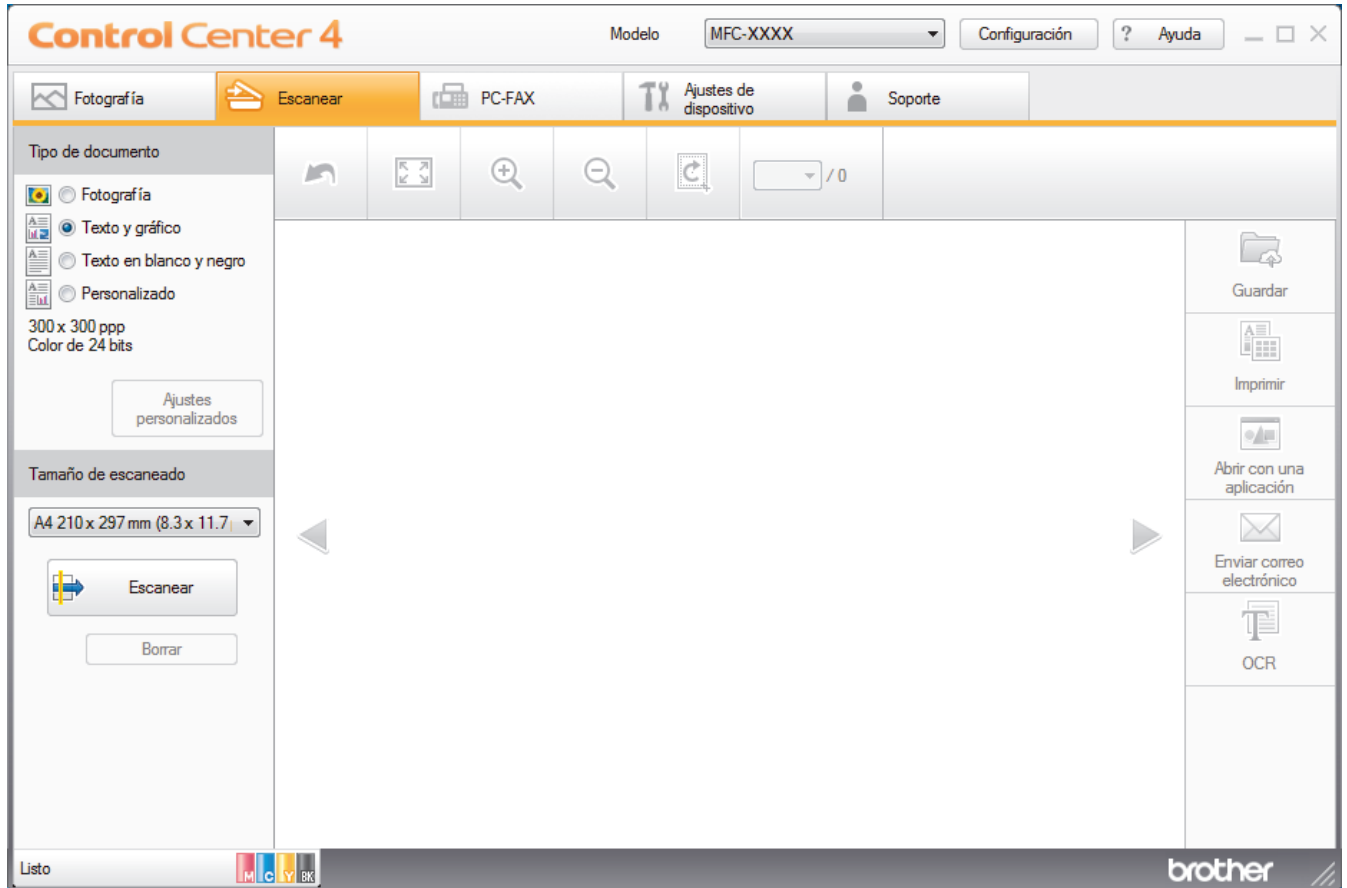 Control Center 4
Modelo
MFC-XXXX
Configuración
? Ayuda
Fotografía
Escanear
PC-FAX
Ajustes de
dispositivo
Soporte
Tipo de documento
Fotografía
Texto y gráfico
Texto en blanco y negro
Personalizado
300 x 300 ppp
Color de 24 bits
Ajustes
personalizados
Tamaño de escaneado
A4 210 x 297 mm (8.3 x 11.7
Escanear
Borrar
/ 0
Guardar
Imprimir
Abrir con una
aplicación
Enviar correo
electrónico
OCR
Listo
M C Y BK
brother